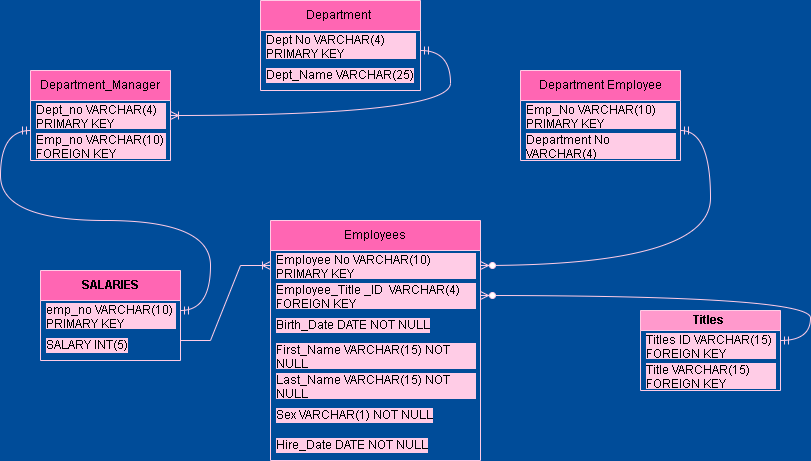 Department
Dept No VARCHAR(4)
PRIMARY KEY
Dept_Name VARCHAR(25)
Department_Manager
Dept_no VARCHAR(4)
PRIMARY KEY
Emp_no VARCHAR(10)
FOREIGN KEY
Department Employee
Emp_No VARCHAR(10)
PRIMARY KEY
Department No
VARCHAR(4)
Employees
Employee No VARCHAR(10)
PRIMARY KEY
Employee_Title _ID  VARCHAR(4)
FOREIGN KEY
Birth_Date DATE NOT NULL
First_Name VARCHAR(15) NOT
NULL
Last_Name VARCHAR(15) NOT
NULL
Sex VARCHAR(1) NOT NULL
Hire_Date DATE NOT NULL
SALARIES
emp_no VARCHAR(10)
PRIMARY KEY
SALARY INT(5)
Titles
Titles ID VARCHAR(15)
FOREIGN KEY
Title VARCHAR(15)
FOREIGN KEY